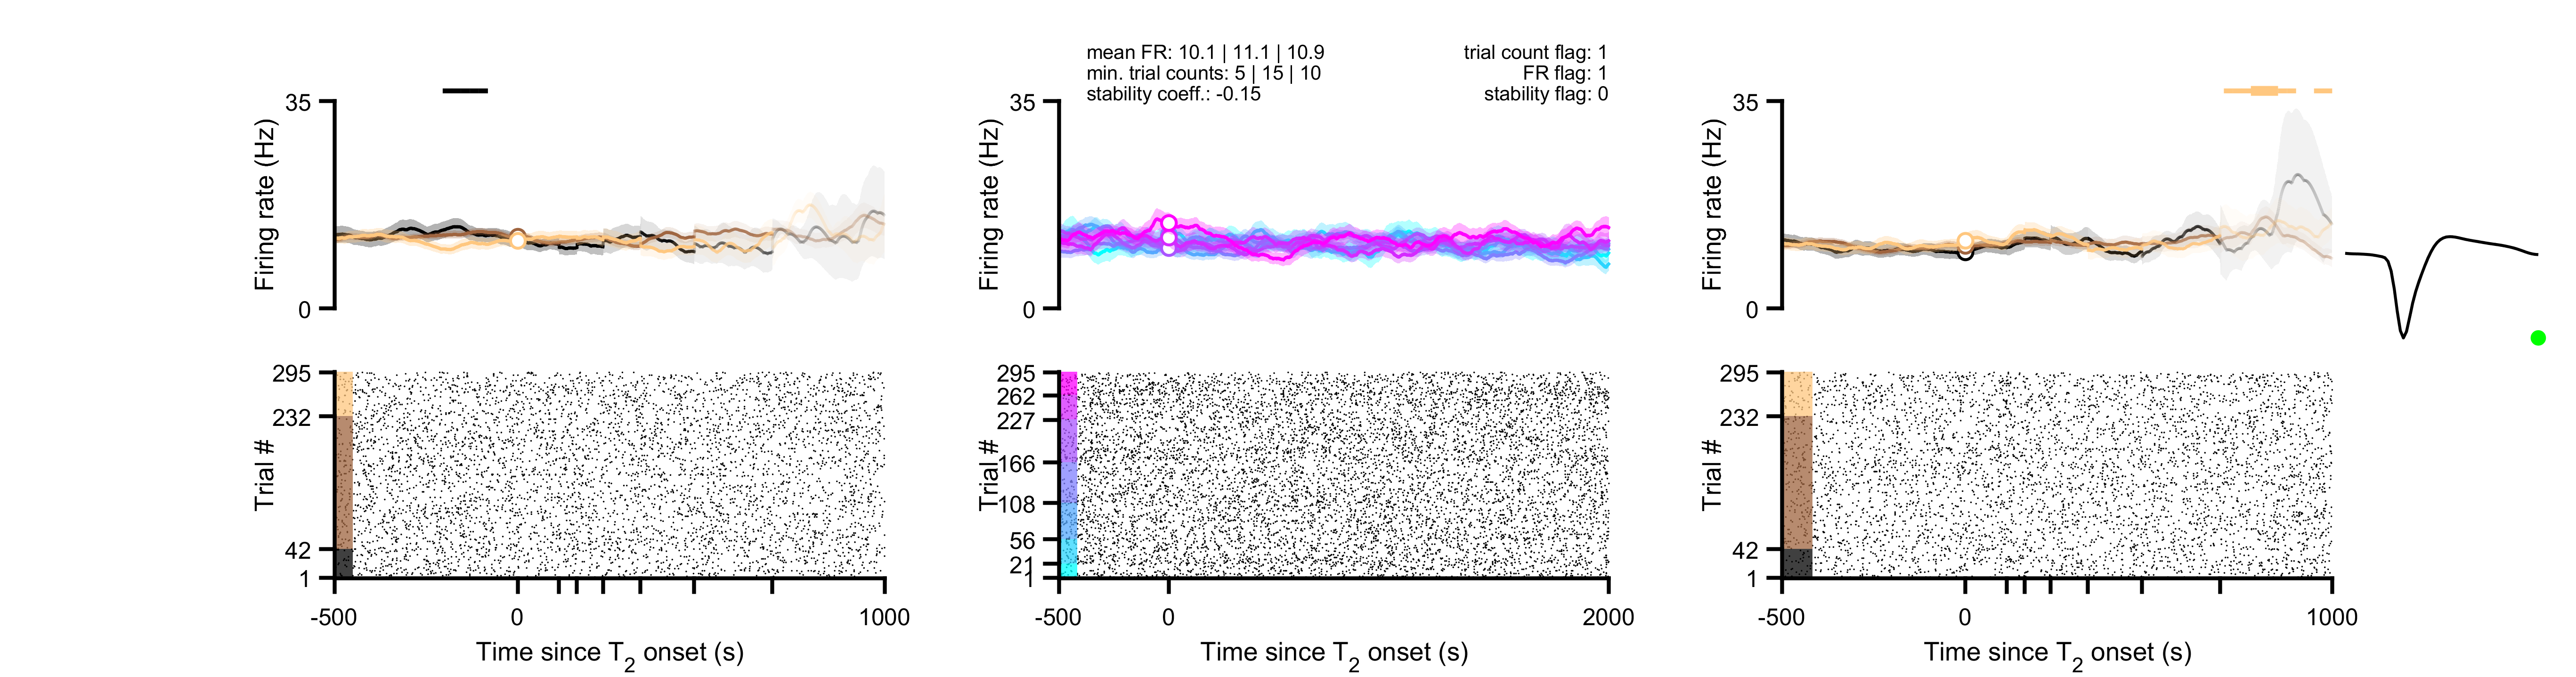 mean FR: 10.1 | 11.1 | 10.9
min. trial counts: 5 | 15 | 10
stability coeff.: -0.15
trial count flag: 1
FR flag: 1
stability flag: 0
35
0
Firing rate (Hz)
35
0
Firing rate (Hz)
35
0
Firing rate (Hz)
295
232
42
1
Trial #
-500
0
1000
Time since T2 onset (s)
295
262
227
166
108
56
21
1
Trial #
-500
0
2000
Time since T2 onset (s)
295
232
42
1
Trial #
-500
0
1000
Time since T2 onset (s)